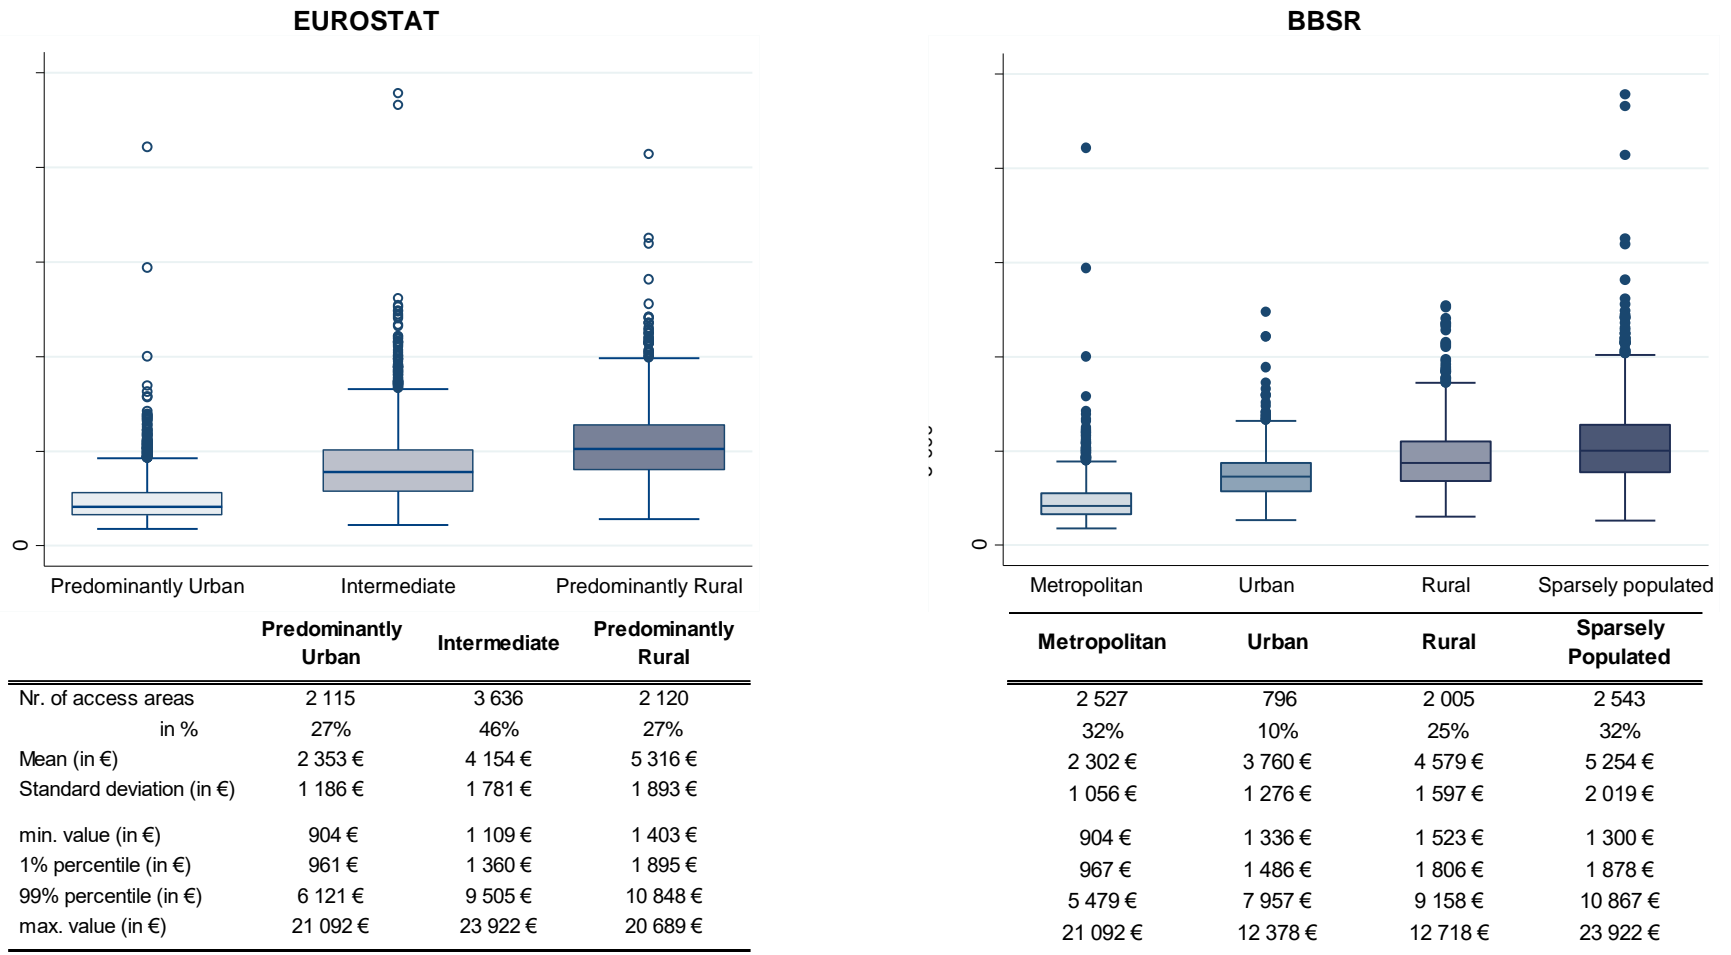 EUROSTAT
BBSR
0
Predominantly Urban Intermediate Predominantly Rural
0
Metropolitan Urban Rural Sparsely populated
Predominantly Urban Intermediate Predominantly Rural
Nr. of access areas 2 115 3 636 2 120
in % 27% 46% 27%
Mean (in €) 2 353 € 4 154 € 5 316 €
Standard deviation (in €) 1 186 € 1 781 € 1 893 €
min. value (in €) 904 € 1 109 € 1 403 €
1% percentile (in €) 961 € 1 360 € 1 895 €
99% percentile (in €) 6 121 € 9 505 € 10 848 €
max. value (in €) 21 092 € 23 922 € 20 689 €
Metropolitan Urban Rural Sparsely Populated
2 527 796 2 005 2 543
32% 10% 25% 32%
2 302 € 3 760 € 4 579 € 5 254 €
1 056 € 1 276 € 1 597 € 2 019 €
904 € 1 336 € 1 523 € 1 300 €
967 € 1 486 € 1 806 € 1 878 €
5 479 € 7 957 € 9 158 € 10 867 €
21 092 € 12 378 € 12 718 € 23 922 €